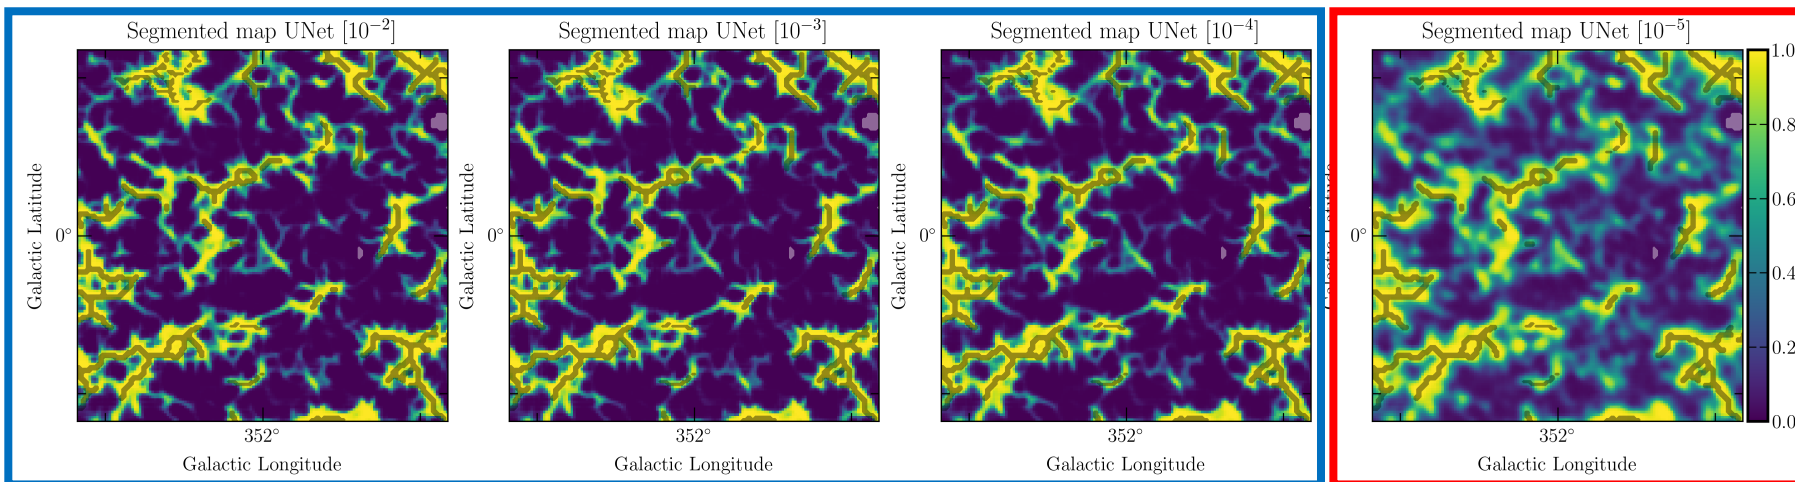 Segmented map UNet [10⁻²]
Galactic Latitude
0°
352°
Galactic Longitude
Segmented map UNet [10⁻³]
Galactic Latitude
0°
352°
Galactic Longitude
Segmented map UNet [10⁻⁴]
Galactic Latitude
0°
352°
Galactic Longitude
Segmented map UNet [10⁻⁵]
Galactic Latitude
0°
352°
Galactic Longitude
1.0
0.8
0.6
0.4
0.2
0.0